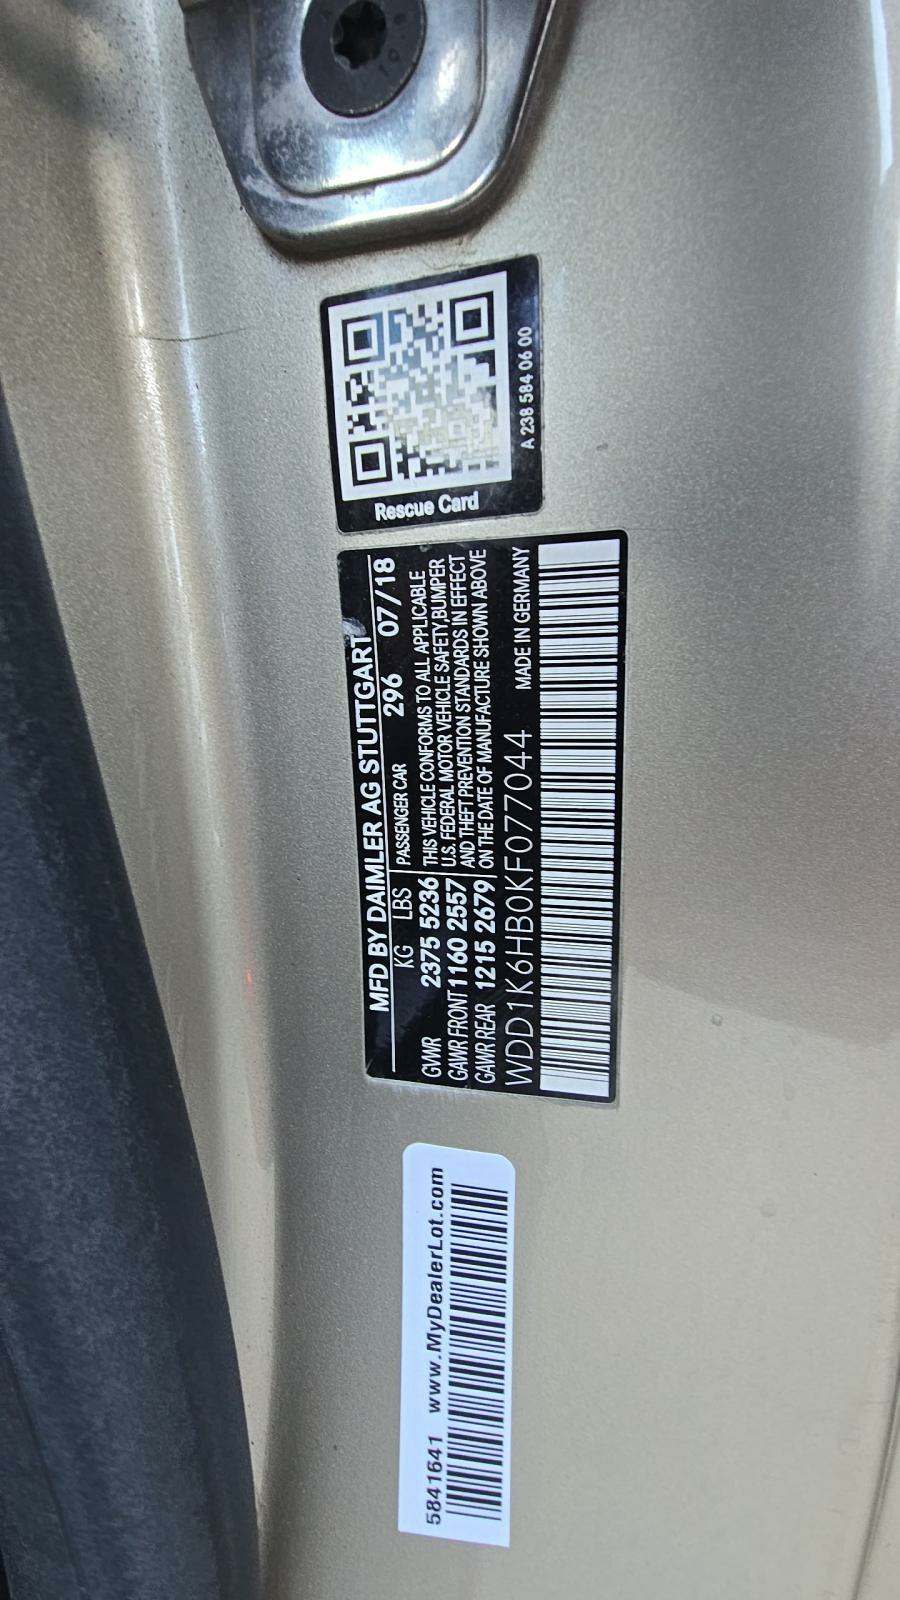 A 238 584 06 00
Rescue Card
MFD BY DAIMLER AG STUTTGART
KG LBS PASSENGER CAR 296 07/18
GVWR 2375 5236
GAWR FRONT 1160 2557
GAWR REAR 1215 2679
THIS VEHICLE CONFORMS TO ALL APPLICABLE
U.S. FEDERAL MOTOR VEHICLE SAFETY, BUMPER
AND THEFT PREVENTION STANDARDS IN EFFECT
ON THE DATE OF MANUFACTURE SHOWN ABOVE
WDD1K6HB0KF077044 MADE IN GERMANY
5841641 www.MyDealerLot.com